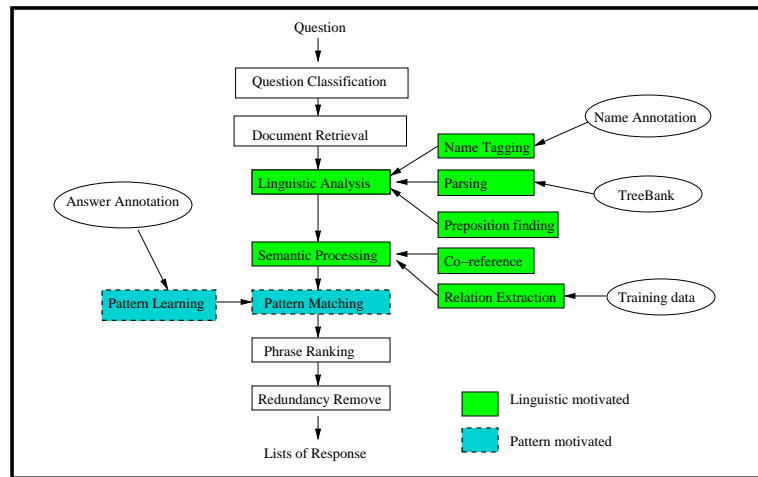 Question
Question Classification
Document Retrieval
Name Annotation
Name Tagging
Linguistic Analysis
Parsing
TreeBank
Answer Annotation
Preposition finding
Semantic Processing
Co-reference
Pattern Learning
Pattern Matching
Relation Extraction
Training data
Phrase Ranking
Redundancy Remove
Linguistic motivated
Pattern motivated
Lists of Response